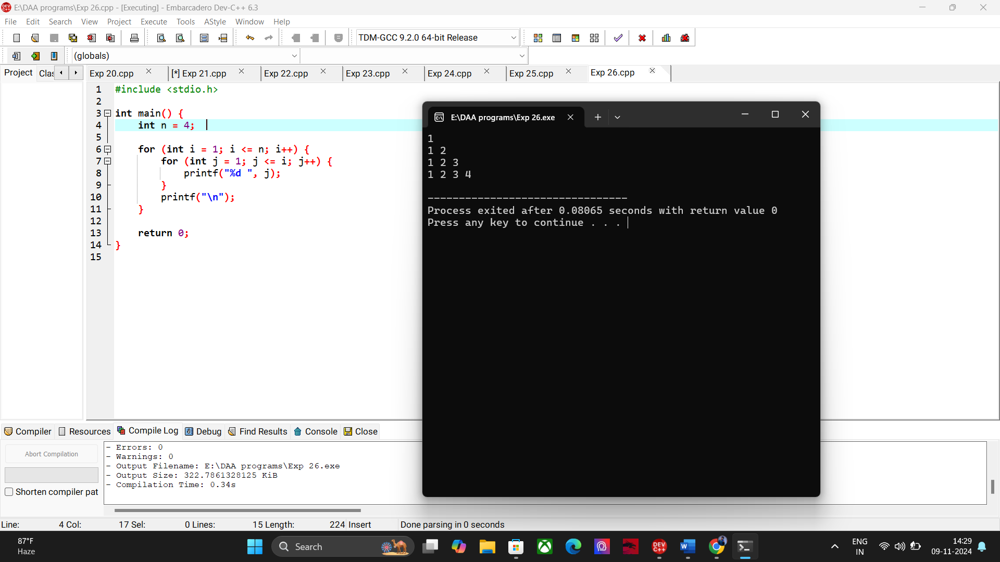 E:\DAA programs\Exp 26.cpp - [Executing] - Embarcadero Dev-C++ 6.3
File Edit Search View Project Execute Tools AStyle Window Help
TDM-GCC 9.2.0 64-bit Release
(globals)
Project Clas Exp 20.cpp [*] Exp 21.cpp Exp 22.cpp Exp 23.cpp Exp 24.cpp Exp 25.cpp Exp 26.cpp
1 #include <stdio.h>
2
3 int main() {
4 int n = 4;
5
6 for (int i = 1; i <= n; i++) {
7 for (int j = 1; j <= i; j++) {
8 printf("%d ", j);
9 }
10 printf("\n");
11 }
12
13 return 0;
14 }
15
E:\DAA programs\Exp 26.exe
1
1 2
1 2 3
1 2 3 4
--------------------------------
Process exited after 0.08065 seconds with return value 0
Press any key to continue . . .
Compiler Resources Compile Log Debug Find Results Console Close
Abort Compilation
Shorten compiler pat
- Errors: 0
- Warnings: 0
- Output Filename: E:\DAA programs\Exp 26.exe
- Output Size: 322.7861328125 KiB
- Compilation Time: 0.34s
Line: 4 Col: 17 Sel: 0 Lines: 15 Length: 224 Insert Done parsing in 0 seconds
87°F
Haze
Search
DEV C++
ENG
IN
14:29
09-11-2024